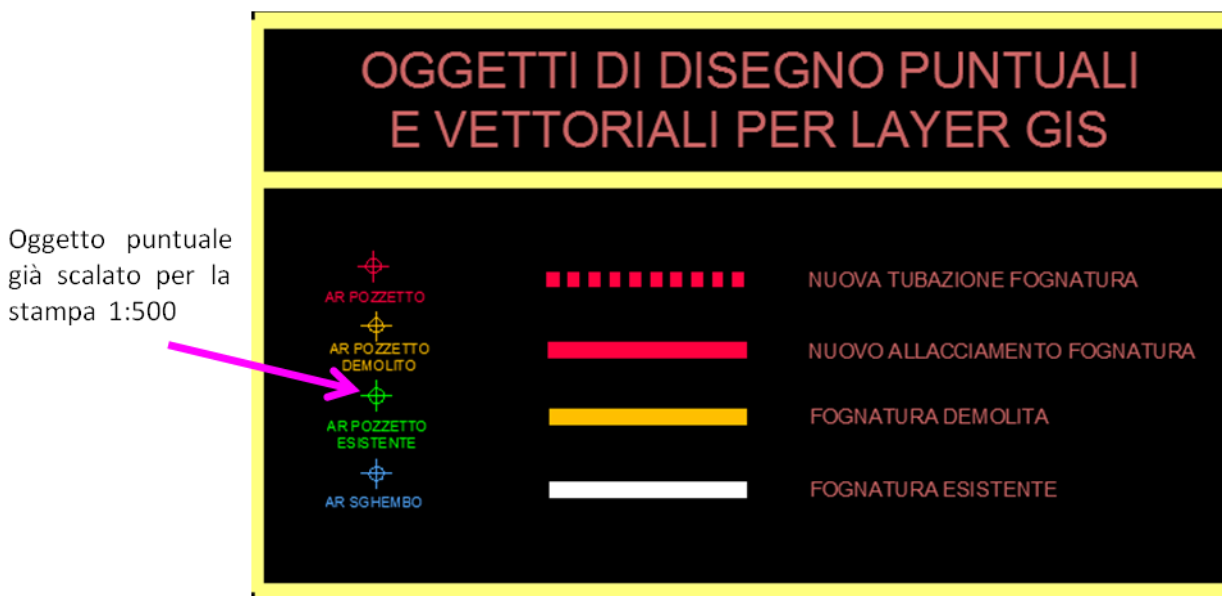 OGGETTI DI DISEGNO PUNTUALI
E VETTORIALI PER LAYER GIS
Oggetto puntuale
già scalato per la
stampa 1:500
AR POZZETTO
NUOVA TUBAZIONE FOGNATURA
AR POZZETTO
DEMOLITO
NUOVO ALLACCIAMENTO FOGNATURA
AR POZZETTO
ESISTENTE
FOGNATURA DEMOLITA
AR SGHEMBO
FOGNATURA ESISTENTE